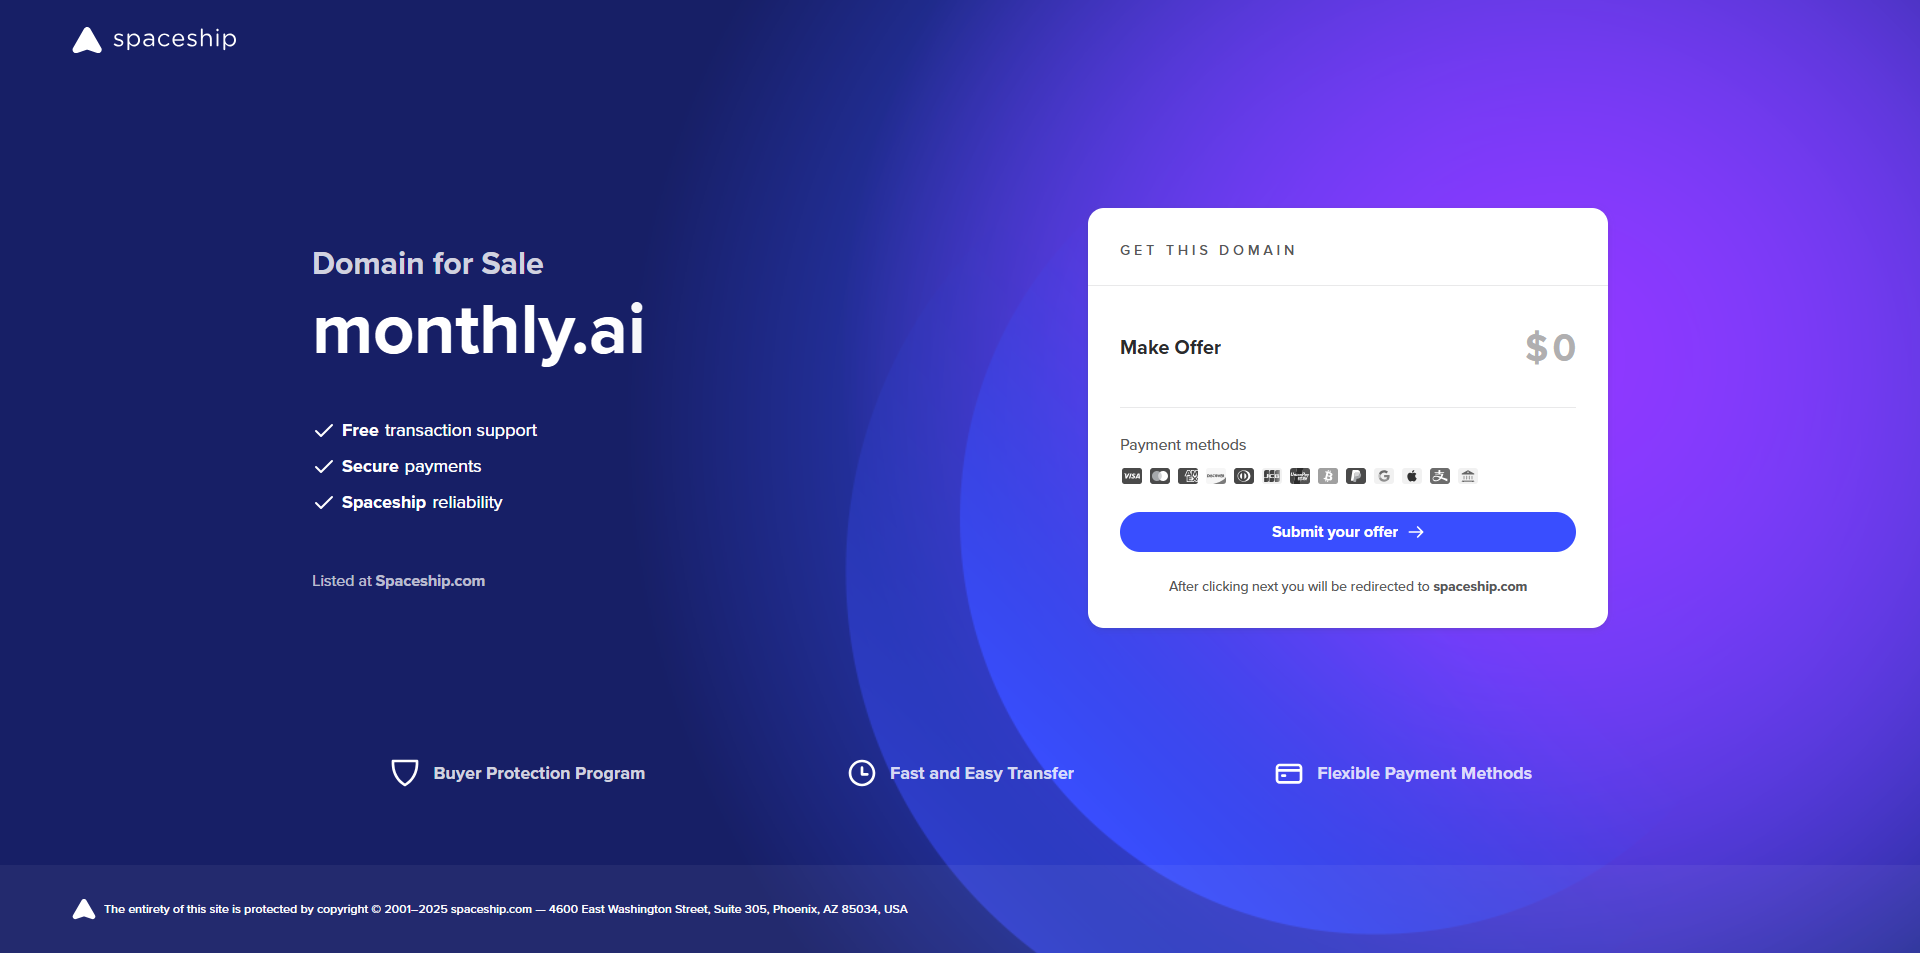 spaceship
Domain for Sale
monthly.ai
Free transaction support
Secure payments
Spaceship reliability
Listed at Spaceship.com
GET THIS DOMAIN
Make Offer
$0
Payment methods
VISA
Submit your offer →
After clicking next you will be redirected to spaceship.com
Buyer Protection Program
Fast and Easy Transfer
Flexible Payment Methods
The entirety of this site is protected by copyright © 2001–2025 spaceship.com — 4600 East Washington Street, Suite 305, Phoenix, AZ 85034, USA